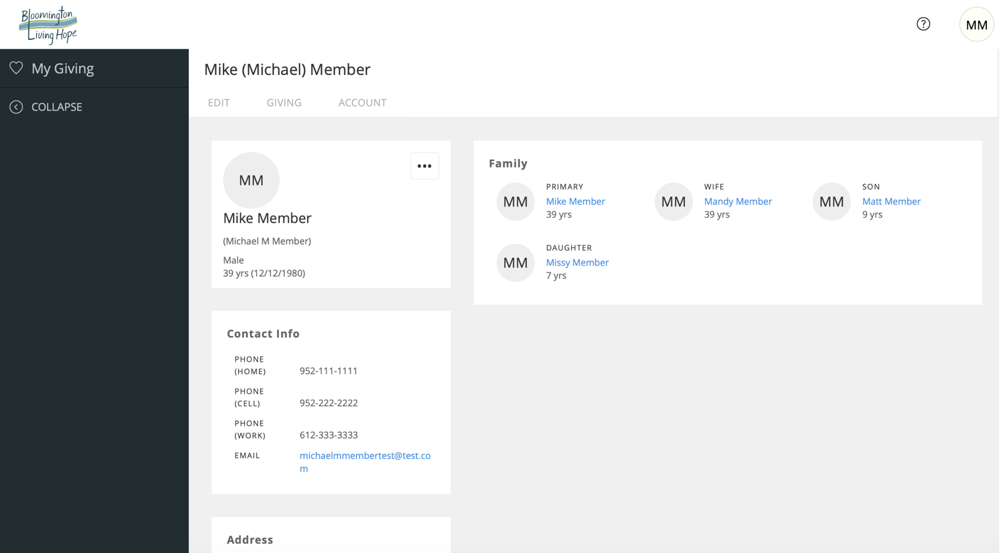 Bloomington
Living Hope
MM
My Giving
COLLAPSE
Mike (Michael) Member
EDIT GIVING ACCOUNT
MM
•••
Mike Member
(Michael M Member)
Male
39 yrs (12/12/1980)
Family
MM
PRIMARY
Mike Member
39 yrs
MM
WIFE
Mandy Member
39 yrs
MM
SON
Matt Member
9 yrs
MM
DAUGHTER
Missy Member
7 yrs
Contact Info
PHONE
(HOME) 952-111-1111
PHONE
(CELL) 952-222-2222
PHONE
(WORK) 612-333-3333
EMAIL michaelmmembertest@test.co
m
Address